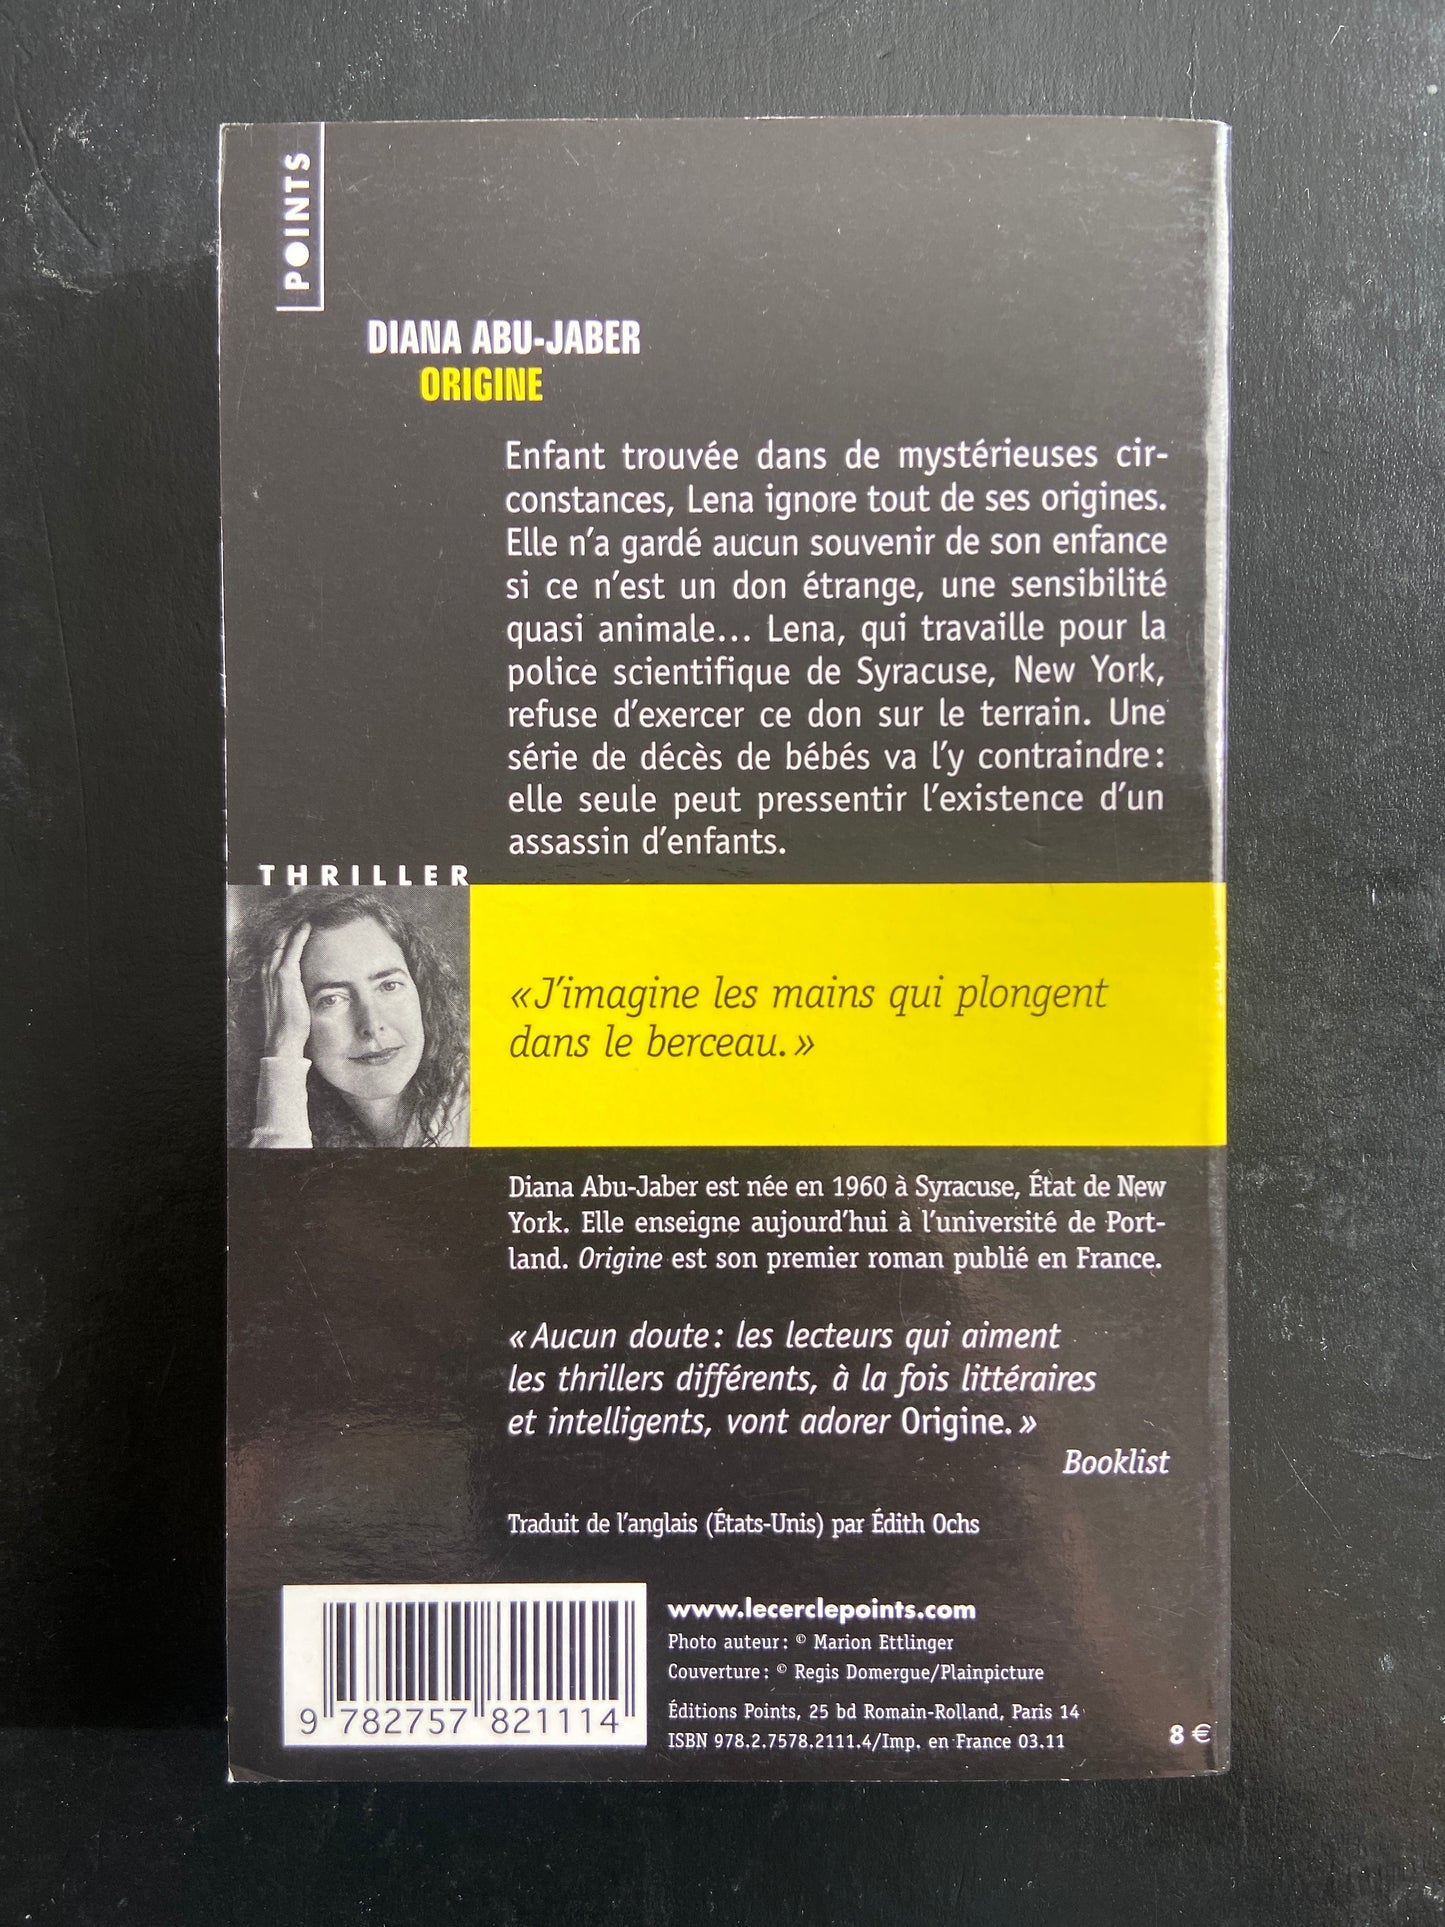 POINTS
DIANA ABU-JABER
ORIGINE
Enfant trouvée dans de mystérieuses cir-
constances, Lena ignore tout de ses origines.
Elle n'a gardé aucun souvenir de son enfance
si ce n'est un don étrange, une sensibilité
quasi animale... Lena, qui travaille pour la
police scientifique de Syracuse, New York,
refuse d'exercer ce don sur le terrain. Une
série de décès de bébés va l'y contraindre :
elle seule peut pressentir l'existence d'un
assassin d'enfants.
THRILLER
« J'imagine les mains qui plongent
dans le berceau. »
Diana Abu-Jaber est née en 1960 à Syracuse, État de New
York. Elle enseigne aujourd'hui à l'université de Port-
land. Origine est son premier roman publié en France.
« Aucun doute : les lecteurs qui aiment
les thrillers différents, à la fois littéraires
et intelligents, vont adorer Origine. »
Booklist
Traduit de l'anglais (États-Unis) par Édith Ochs
www.lecerclepoints.com
Photo auteur : © Marion Ettlinger
Couverture : © Regis Domergue/Plainpicture
Éditions Points, 25 bd Romain-Rolland, Paris 14
ISBN 978.2.7578.2111.4/Imp. en France 03.11
8 €
9 782757 821114